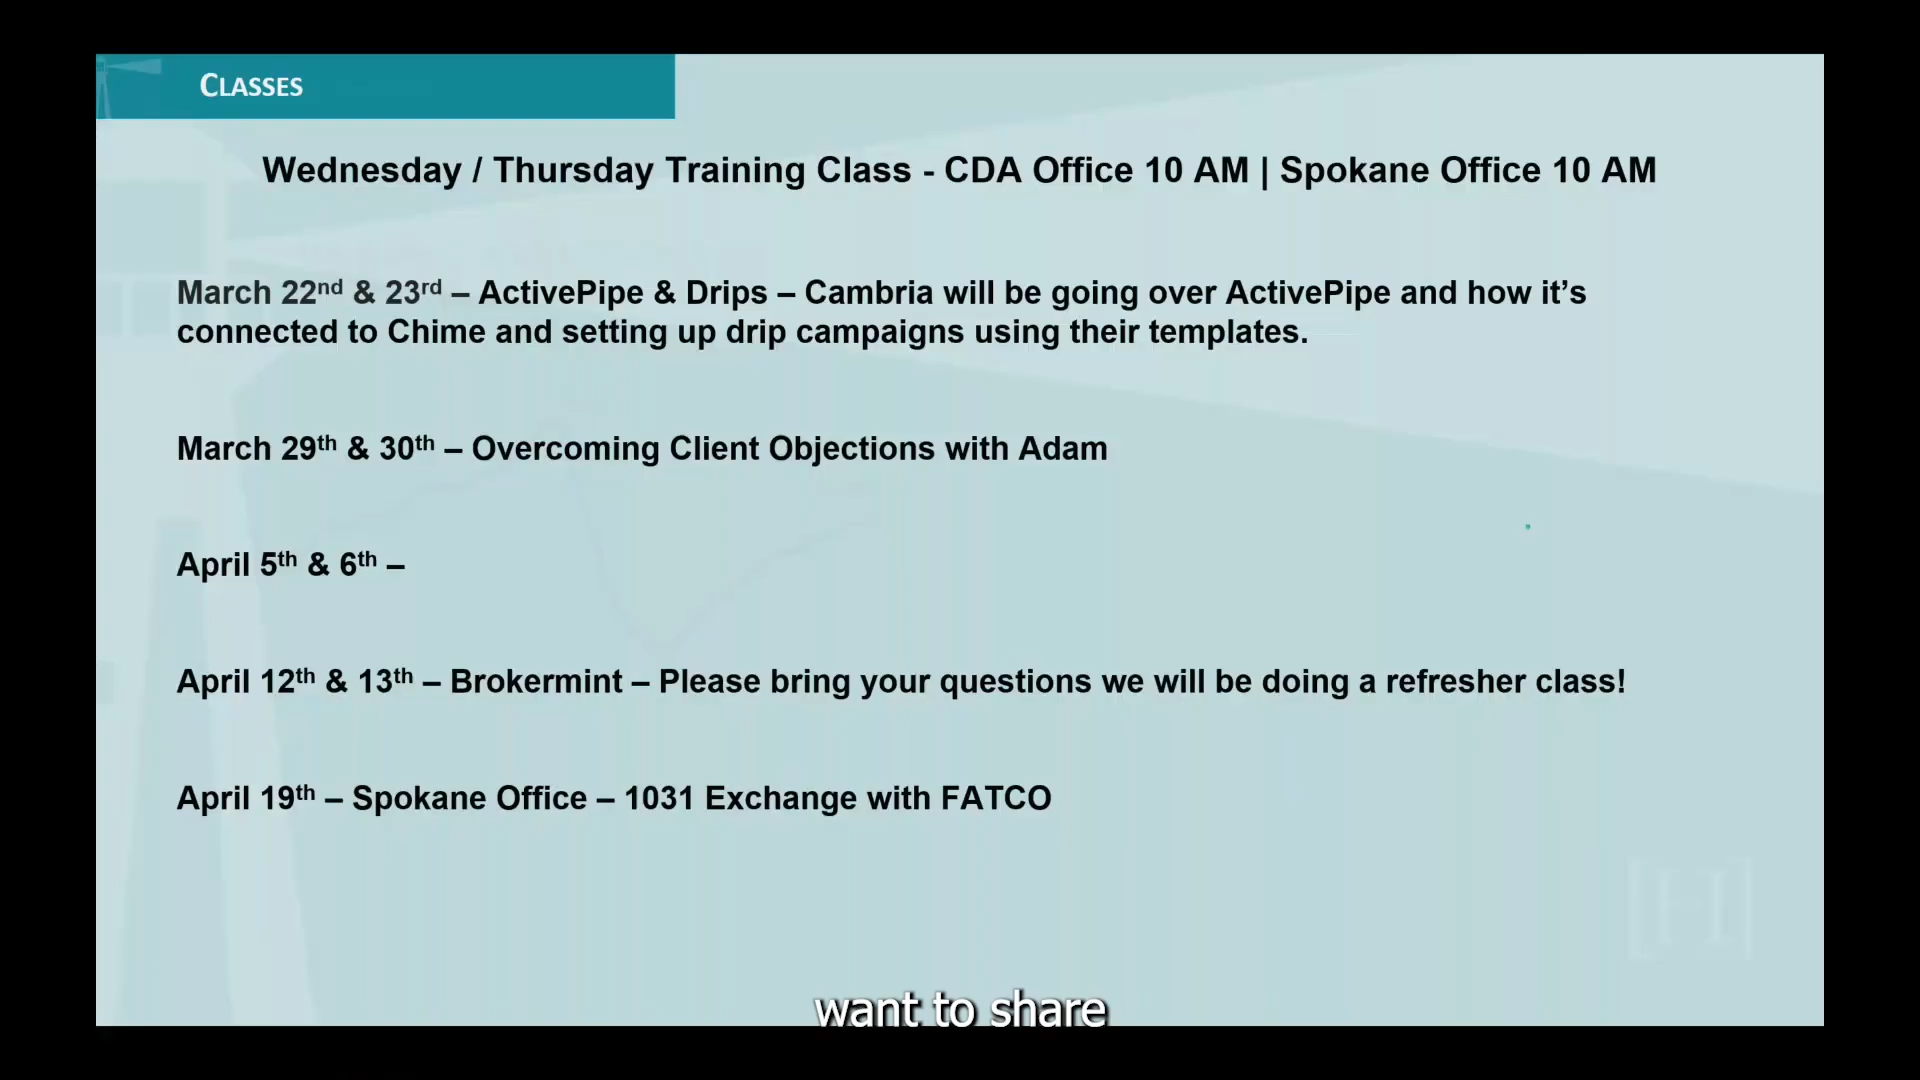 CLASSES
Wednesday / Thursday Training Class - CDA Office 10 AM | Spokane Office 10 AM
March 22nd & 23rd – ActivePipe & Drips – Cambria will be going over ActivePipe and how it’s
connected to Chime and setting up drip campaigns using their templates.
March 29th & 30th – Overcoming Client Objections with Adam
April 5th & 6th –
April 12th & 13th – Brokermint – Please bring your questions we will be doing a refresher class!
April 19th – Spokane Office – 1031 Exchange with FATCO
want to share